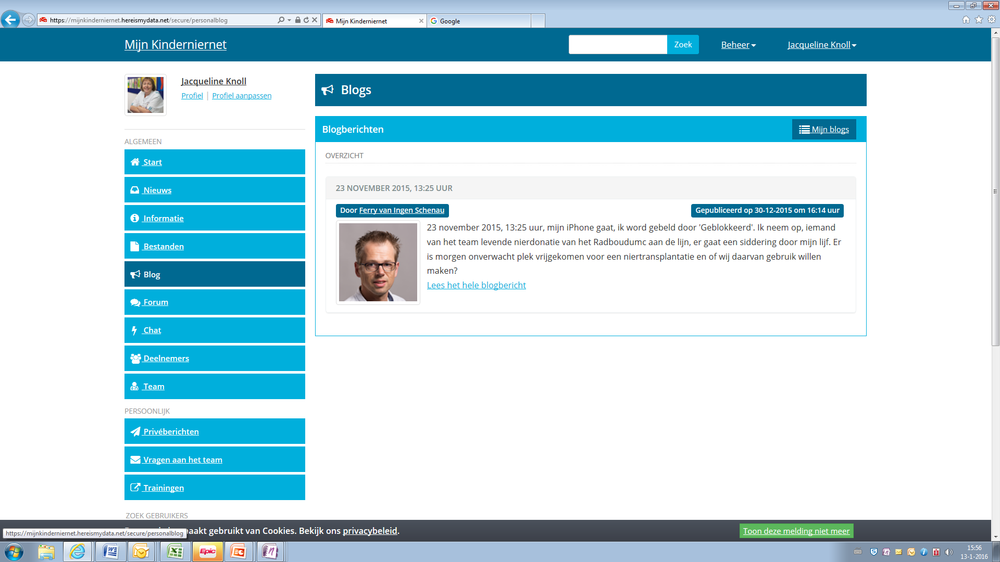 https://mijnkinderniernet.hereismydata.net/secure/personalblog
Mijn Kinderniernet
Google
Mijn Kinderniernet
Zoek
Beheer
Jacqueline Knoll
Jacqueline Knoll
Profiel | Profiel aanpassen
ALGEMEEN
Start
Nieuws
Informatie
Bestanden
Blog
Forum
Chat
Deelnemers
Team
PERSOONLIJK
Privéberichten
Vragen aan het team
Trainingen
ZOEK GEBRUIKERS
Blogs
Blogberichten
Mijn blogs
OVERZICHT
23 NOVEMBER 2015, 13:25 UUR
Door Ferry van Ingen Schenau
Gepubliceerd op 30-12-2015 om 16:14 uur
23 november 2015, 13:25 uur, mijn iPhone gaat, ik word gebeld door 'Geblokkeerd'. Ik neem op, iemand
van het team levende nierdonatie van het Radboudumc aan de lijn, er gaat een siddering door mijn lijf. Er
is morgen onverwacht plek vrijgekomen voor een niertransplantatie en of wij daarvan gebruik willen
maken?
Lees het hele blogbericht
aakt gebruikt van Cookies. Bekijk ons privacybeleid.
Toon deze melding niet meer
https://mijnkinderniernet.hereismydata.net/secure/personalblog
Epic
15:56
13-1-2016